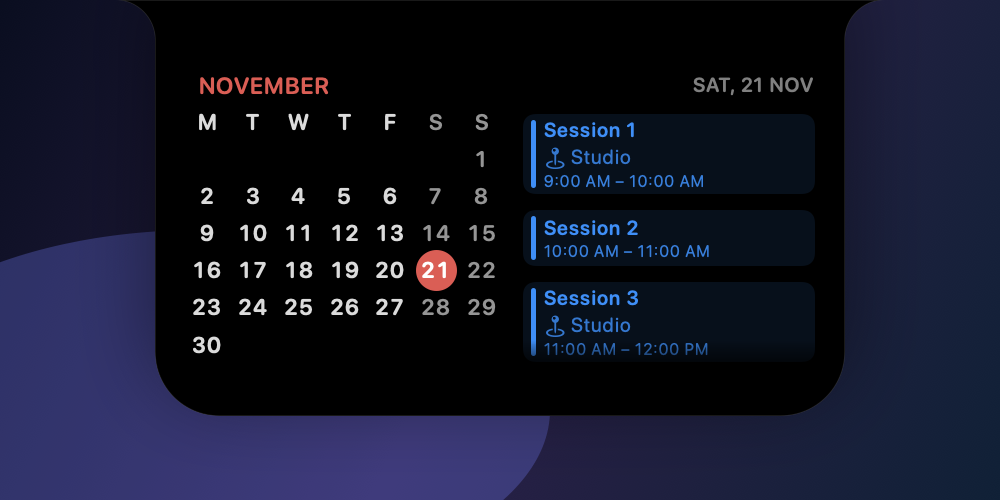 NOVEMBER
M T W T F S S
1
2 3 4 5 6 7 8
9 10 11 12 13 14 15
16 17 18 19 20 21 22
23 24 25 26 27 28 29
30
SAT, 21 NOV
Session 1
Studio
9:00 AM – 10:00 AM
Session 2
10:00 AM – 11:00 AM
Session 3
Studio
11:00 AM – 12:00 PM